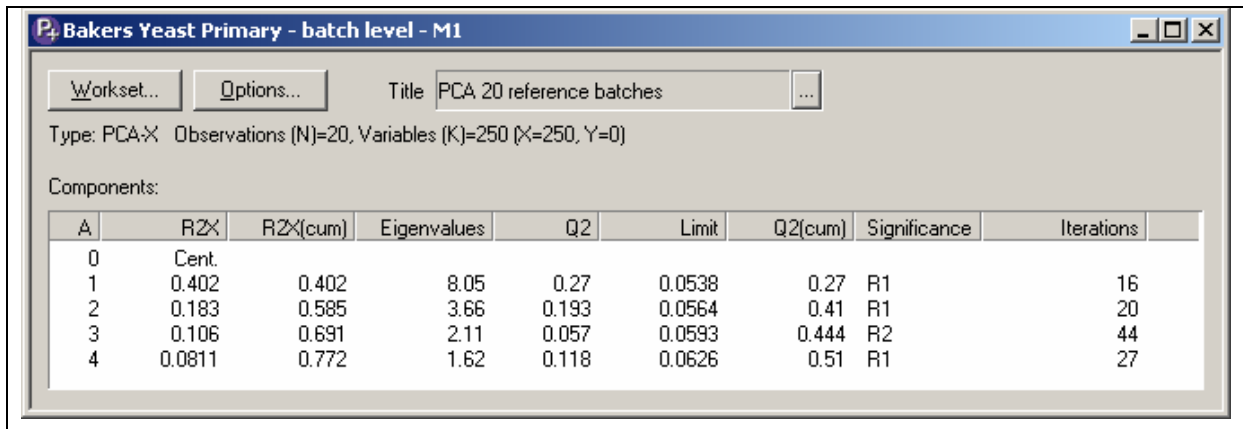 Bakers Yeast Primary - batch level - M1
Workset... Options... Title PCA 20 reference batches ...
Type: PCA-X Observations (N)=20, Variables (K)=250 (X=250, Y=0)
Components:
A R2X R2X(cum) Eigenvalues Q2 Limit Q2(cum) Significance Iterations
0 Cent.
1 0.402 0.402 8.05 0.27 0.0538 0.27 R1 16
2 0.183 0.585 3.66 0.193 0.0564 0.41 R1 20
3 0.106 0.691 2.11 0.057 0.0593 0.444 R2 44
4 0.0811 0.772 1.62 0.118 0.0626 0.51 R1 27